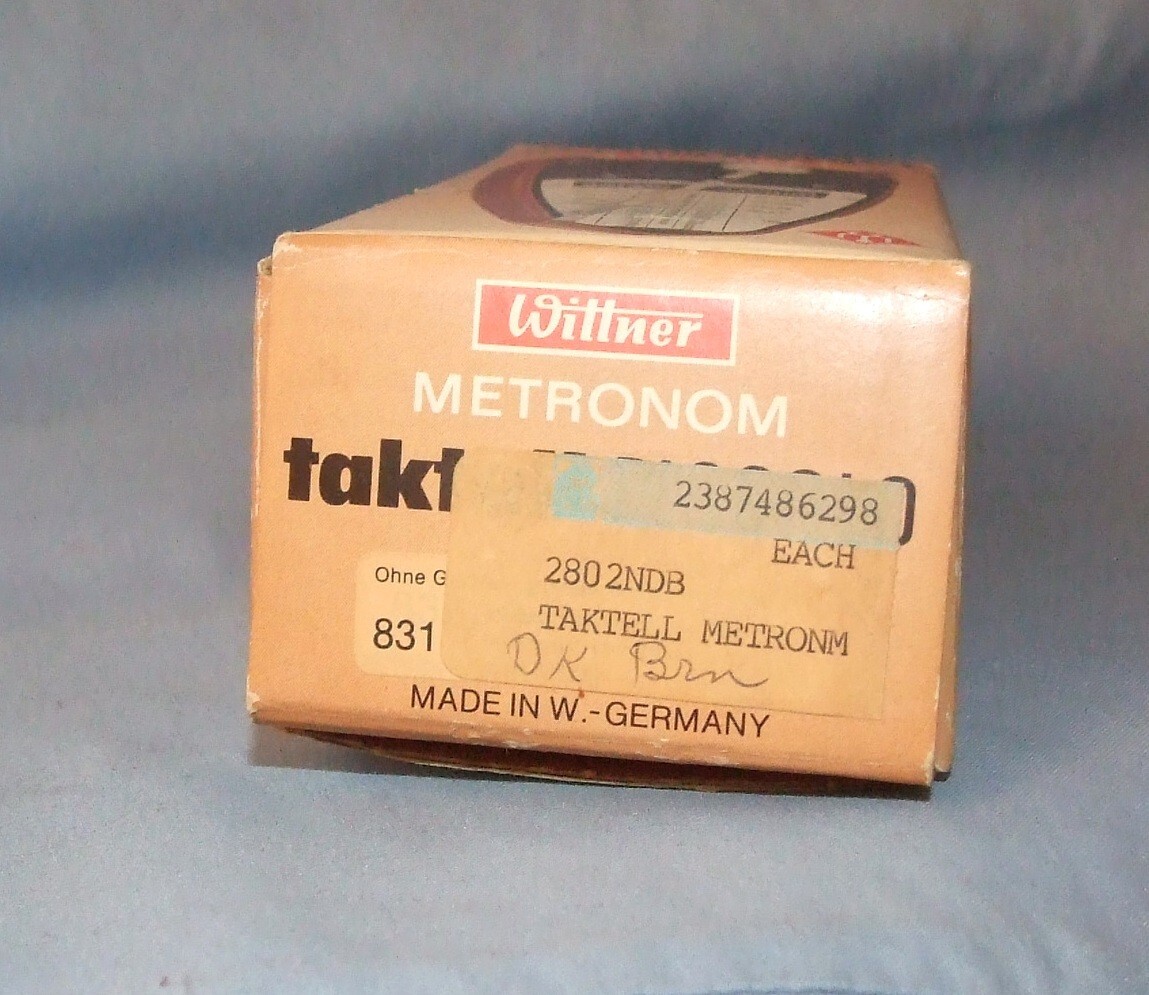 Wittner
METRONOM
takt
2387486298
EACH
Ohne G
2802NDB
831
TAKTELL METRONM
DK Brn
MADE IN W.-GERMANY